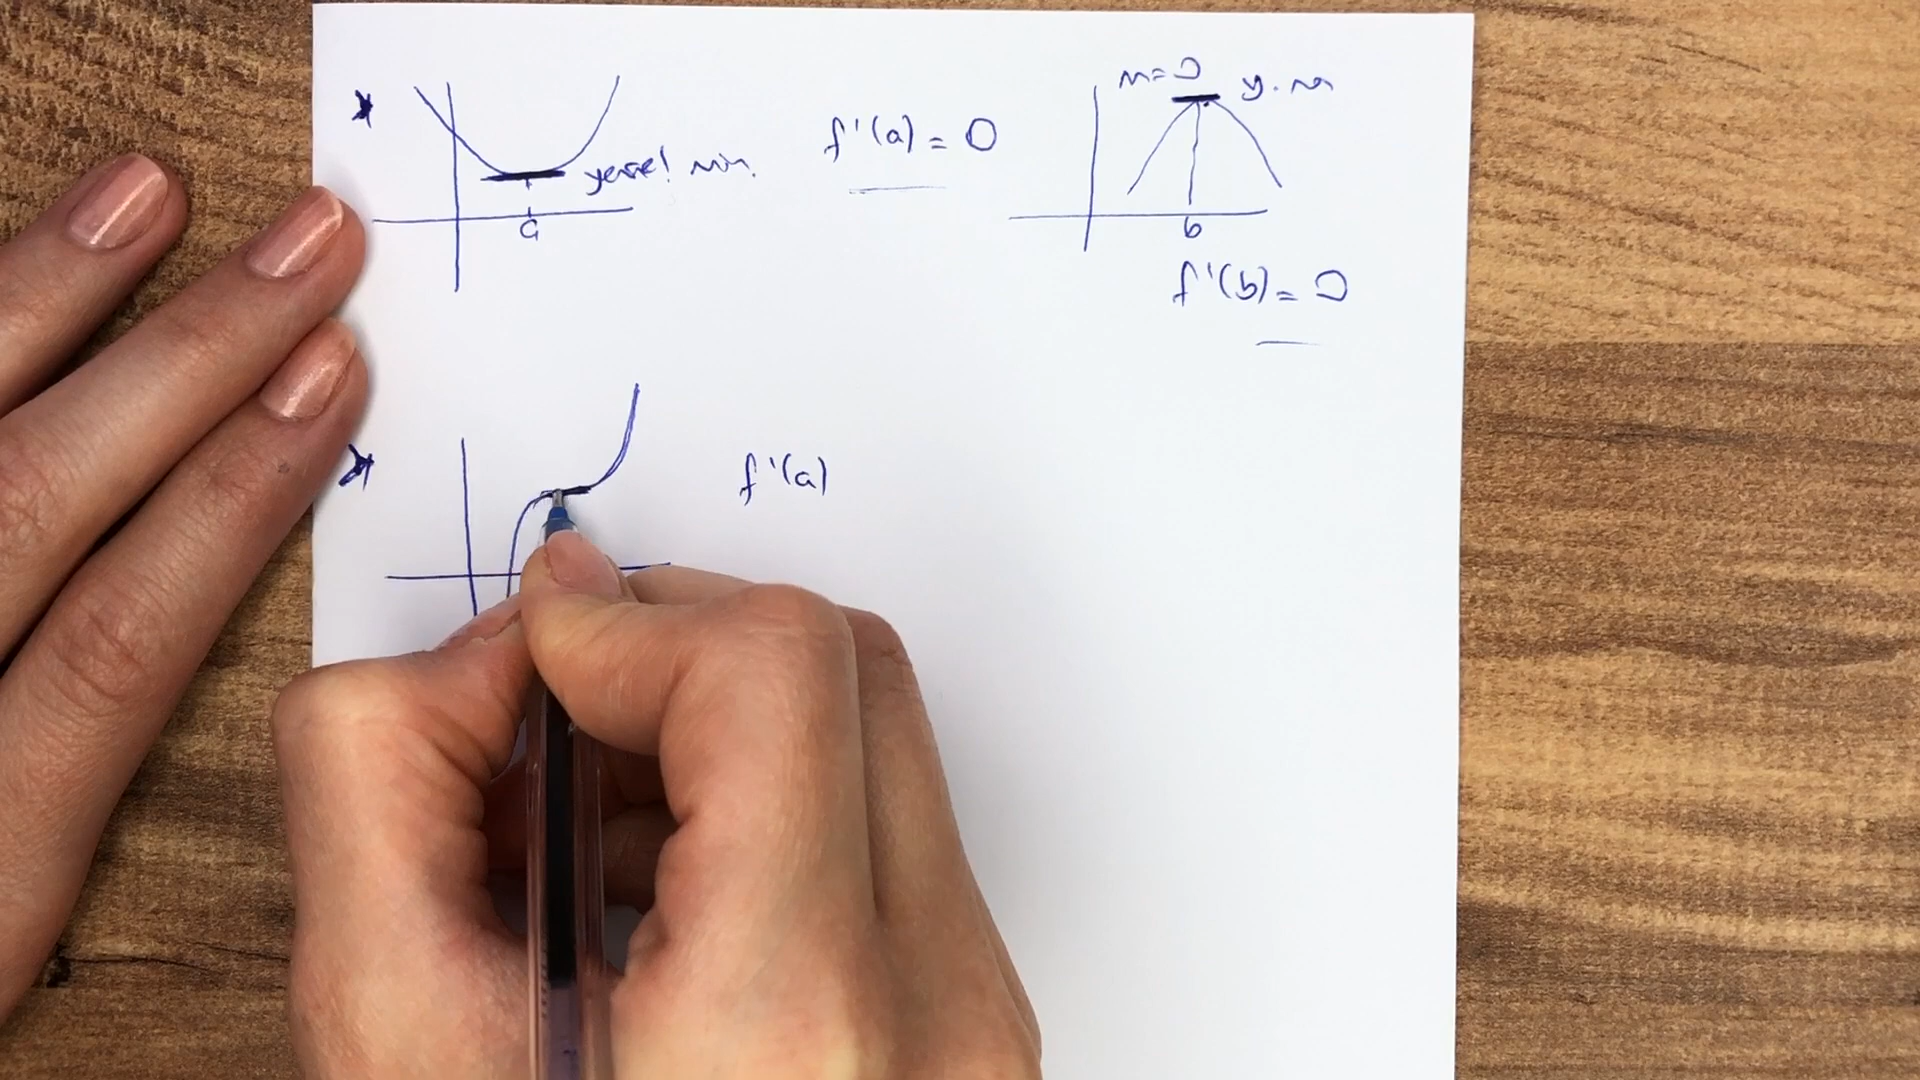 m=0 y.m
f'(a) = 0
yerel min.
a
b
f'(b) = 0
f'(a)